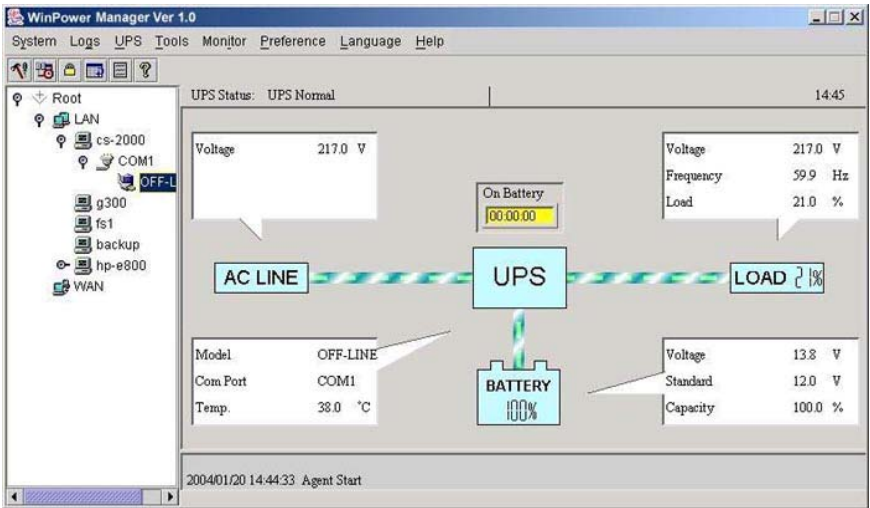 WinPower Manager Ver 1.0
System Logs UPS Tools Monitor Preference Language Help
Root
LAN
cs-2000
COM1
OFF-L
g300
fs1
backup
hp-e800
WAN
UPS Status: UPS Normal 14:45
Voltage 217.0 V
On Battery
00:00:00
Voltage 217.0 V
Frequency 59.9 Hz
Load 21.0 %
AC LINE
UPS
LOAD 21%
Model OFF-LINE
Com Port COM1
Temp. 38.0 °C
BATTERY
100%
Voltage 13.8 V
Standard 12.0 V
Capacity 100.0 %
2004/01/20 14:44:33 Agent Start